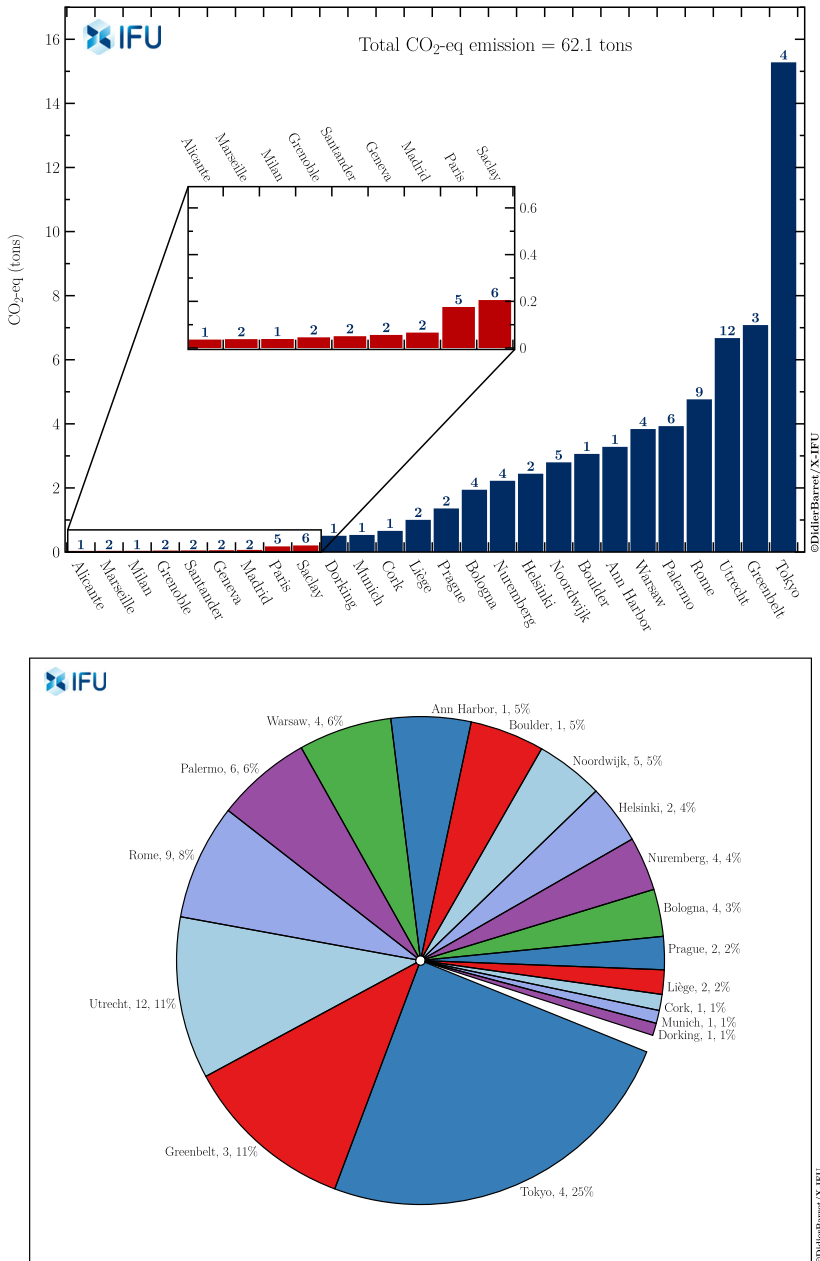 IFU
Total CO₂-eq emission = 62.1 tons
CO₂-eq (tons)
16
14
12
10
8
6
4
2
0
Alicante
Marseille
Milan
Grenoble
Santander
Geneva
Madrid
Paris
Saclay
0.6
0.4
0.2
0
1
2
1
2
2
2
2
5
6
1
2
1
2
2
2
2
5
6
1
1
1
2
2
4
4
2
5
1
1
4
6
9
12
3
4
Alicante
Marseille
Milan
Grenoble
Santander
Geneva
Madrid
Paris
Saclay
Dorking
Munich
Cork
Liège
Prague
Bologna
Nuremberg
Helsinki
Noordwijk
Boulder
Ann Harbor
Warsaw
Palermo
Rome
Utrecht
Greenbelt
Tokyo
©DidierBarret/X-IFU
IFU
Ann Harbor, 1, 5%
Boulder, 1, 5%
Noordwijk, 5, 5%
Helsinki, 2, 4%
Nuremberg, 4, 4%
Bologna, 4, 3%
Prague, 2, 2%
Liège, 2, 2%
Cork, 1, 1%
Munich, 1, 1%
Dorking, 1, 1%
Tokyo, 4, 25%
Greenbelt, 3, 11%
Utrecht, 12, 11%
Rome, 9, 8%
Palermo, 6, 6%
Warsaw, 4, 6%
©DidierBarret/X-IFU